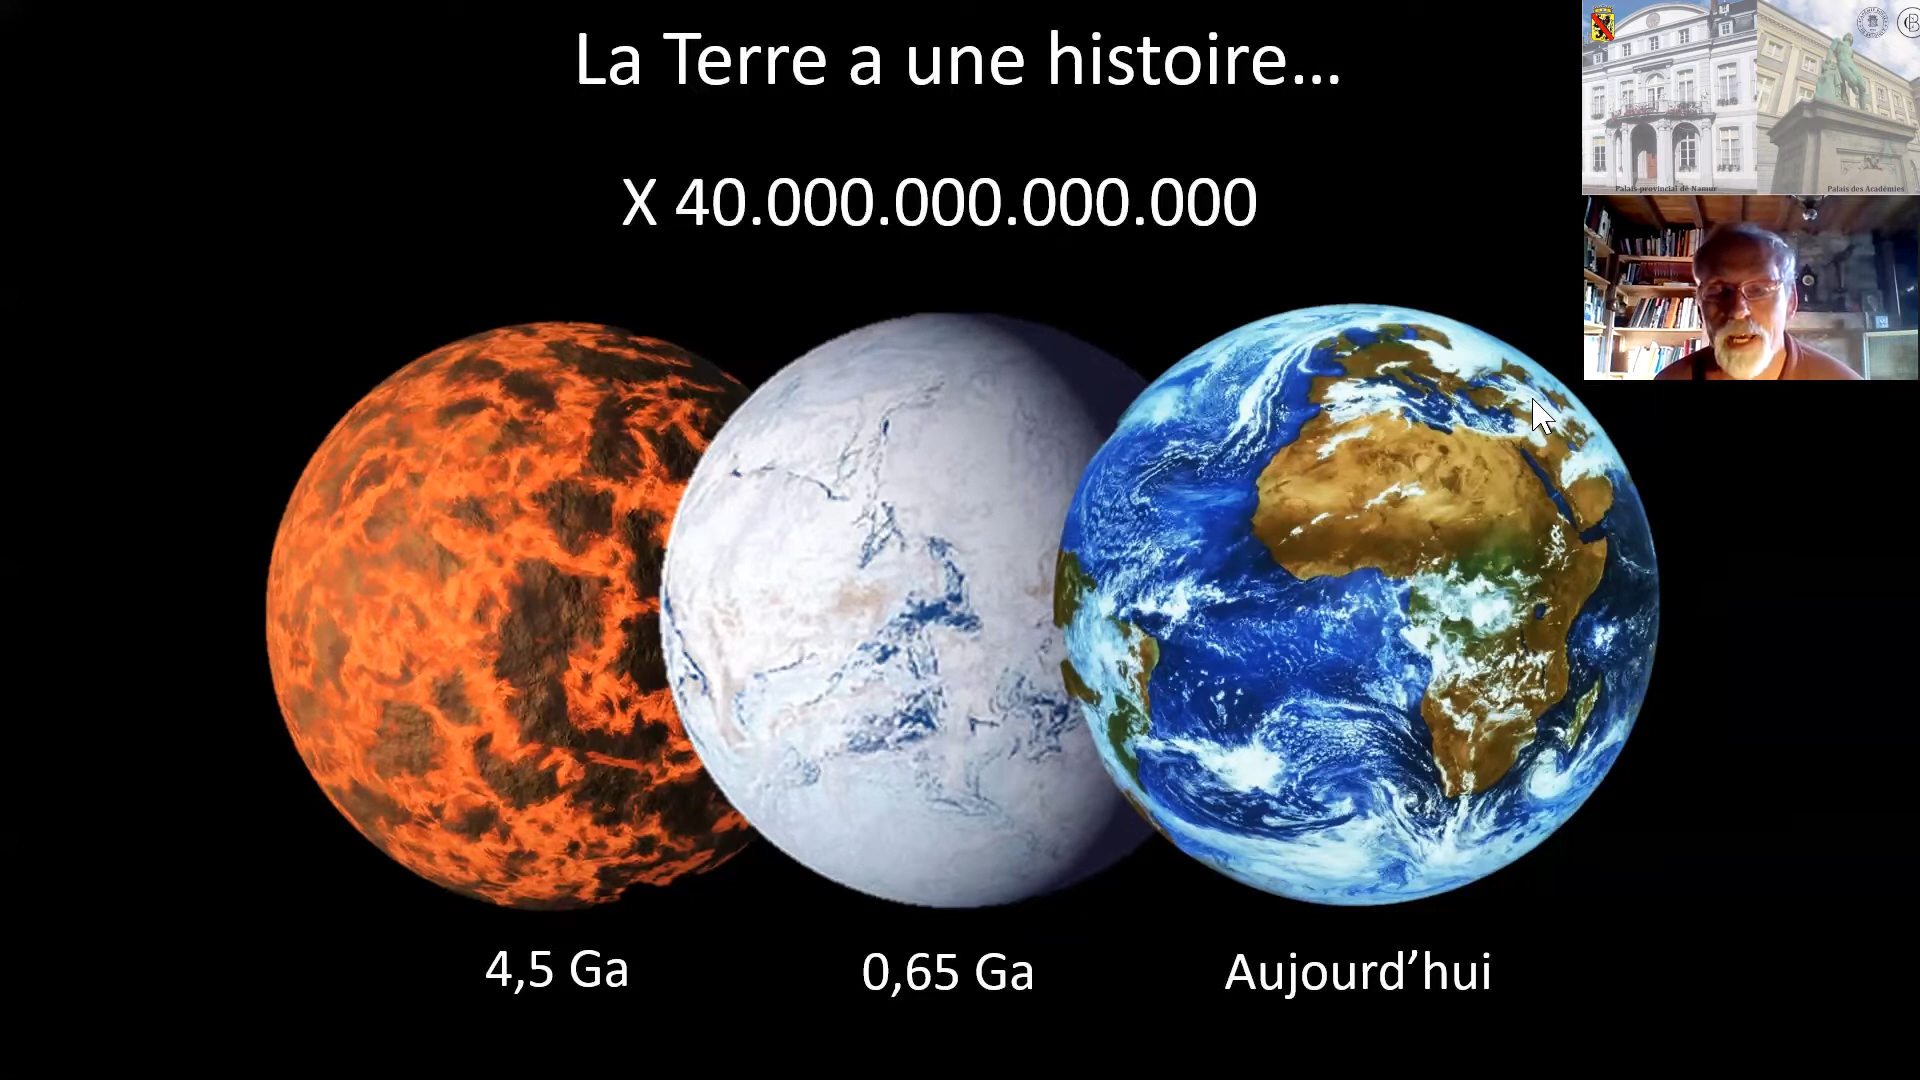 La Terre a une histoire…
X 40.000.000.000.000
Palais provincial de Namur
Palais des Académies
4,5 Ga
0,65 Ga
Aujourd’hui